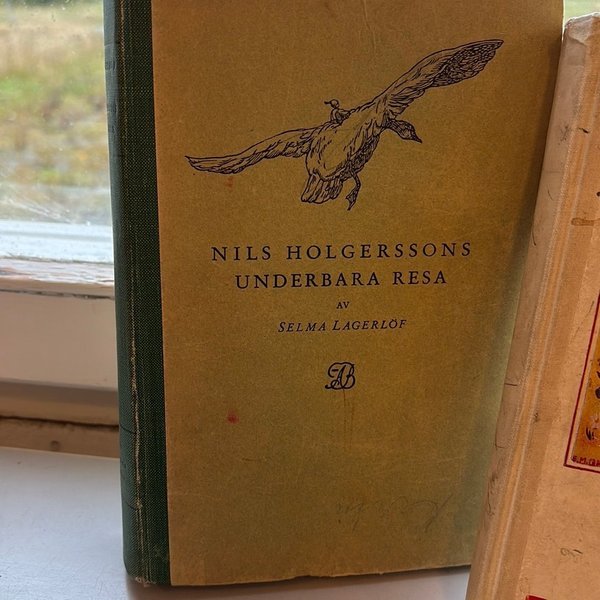 NILS HOLGERSSONS
UNDERBARA RESA
AV
SELMA LAGERLÖF